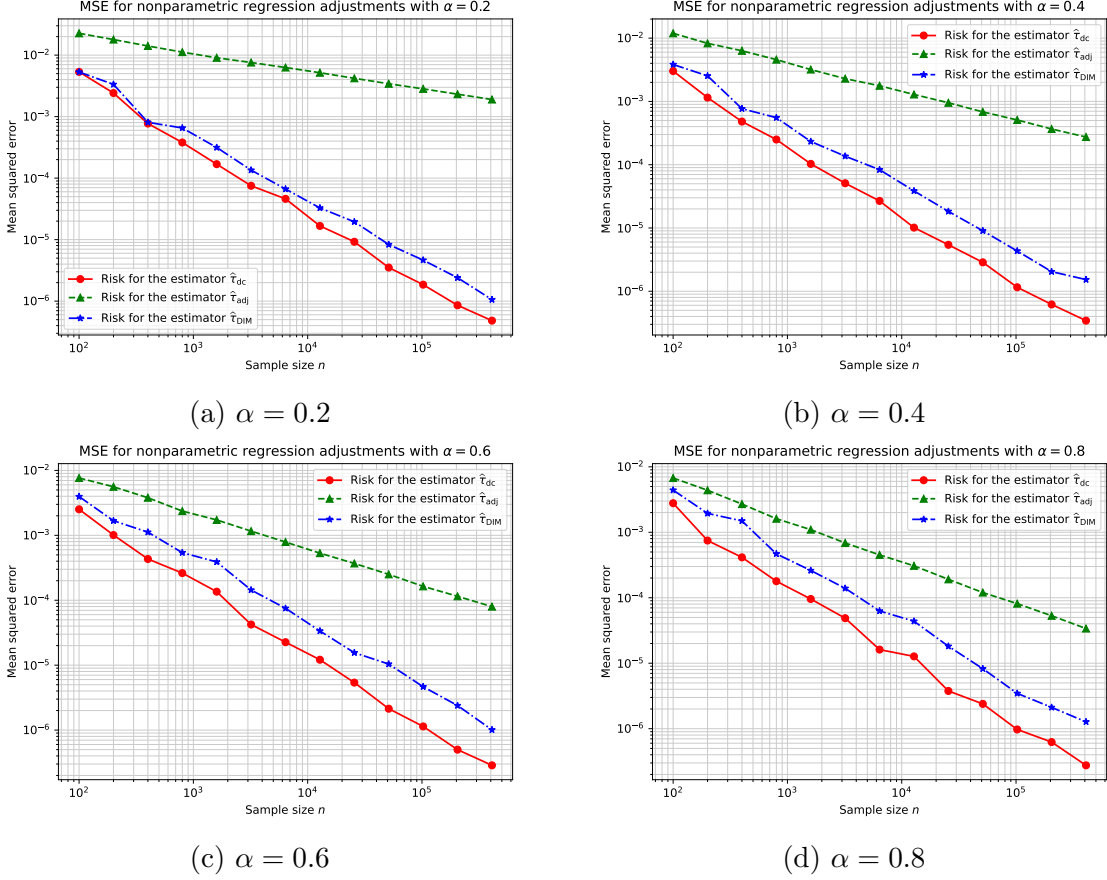 MSE for nonparametric regression adjustments with α = 0.2
Mean squared error
10⁻²
10⁻³
10⁻⁴
10⁻⁵
10⁻⁶
Risk for the estimator τ̂dc
Risk for the estimator τ̂adj
Risk for the estimator τ̂DIM
10² 10³ 10⁴ 10⁵
Sample size n
(a) α = 0.2
MSE for nonparametric regression adjustments with α = 0.4
Mean squared error
10⁻²
10⁻³
10⁻⁴
10⁻⁵
10⁻⁶
Risk for the estimator τ̂dc
Risk for the estimator τ̂adj
Risk for the estimator τ̂DIM
10² 10³ 10⁴ 10⁵
Sample size n
(b) α = 0.4
MSE for nonparametric regression adjustments with α = 0.6
Mean squared error
10⁻²
10⁻³
10⁻⁴
10⁻⁵
10⁻⁶
Risk for the estimator τ̂dc
Risk for the estimator τ̂adj
Risk for the estimator τ̂DIM
10² 10³ 10⁴ 10⁵
Sample size n
(c) α = 0.6
MSE for nonparametric regression adjustments with α = 0.8
Mean squared error
10⁻²
10⁻³
10⁻⁴
10⁻⁵
10⁻⁶
Risk for the estimator τ̂dc
Risk for the estimator τ̂adj
Risk for the estimator τ̂DIM
10² 10³ 10⁴ 10⁵
Sample size n
(d) α = 0.8